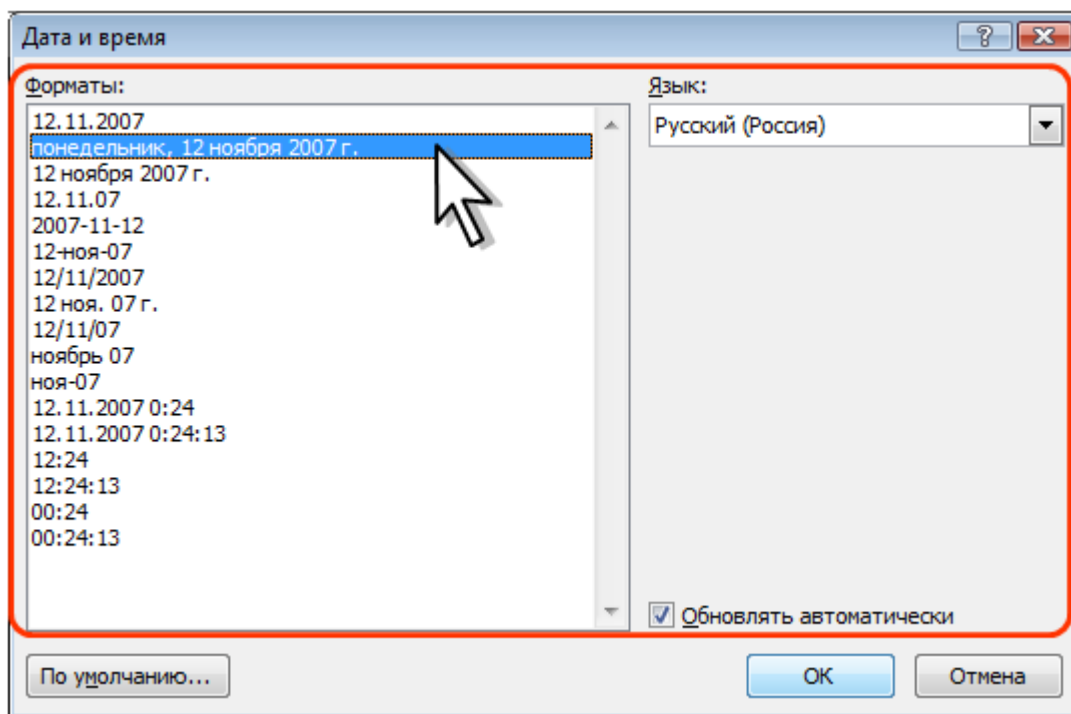 Дата и время
Форматы:
12.11.2007
понедельник, 12 ноября 2007 г.
12 ноября 2007 г.
12.11.07
2007-11-12
12-ноя-07
12/11/2007
12 ноя. 07 г.
12/11/07
ноябрь 07
ноя-07
12.11.2007 0:24
12.11.2007 0:24:13
12:24
12:24:13
00:24
00:24:13
Язык:
Русский (Россия)
Обновлять автоматически
По умолчанию...
ОК
Отмена